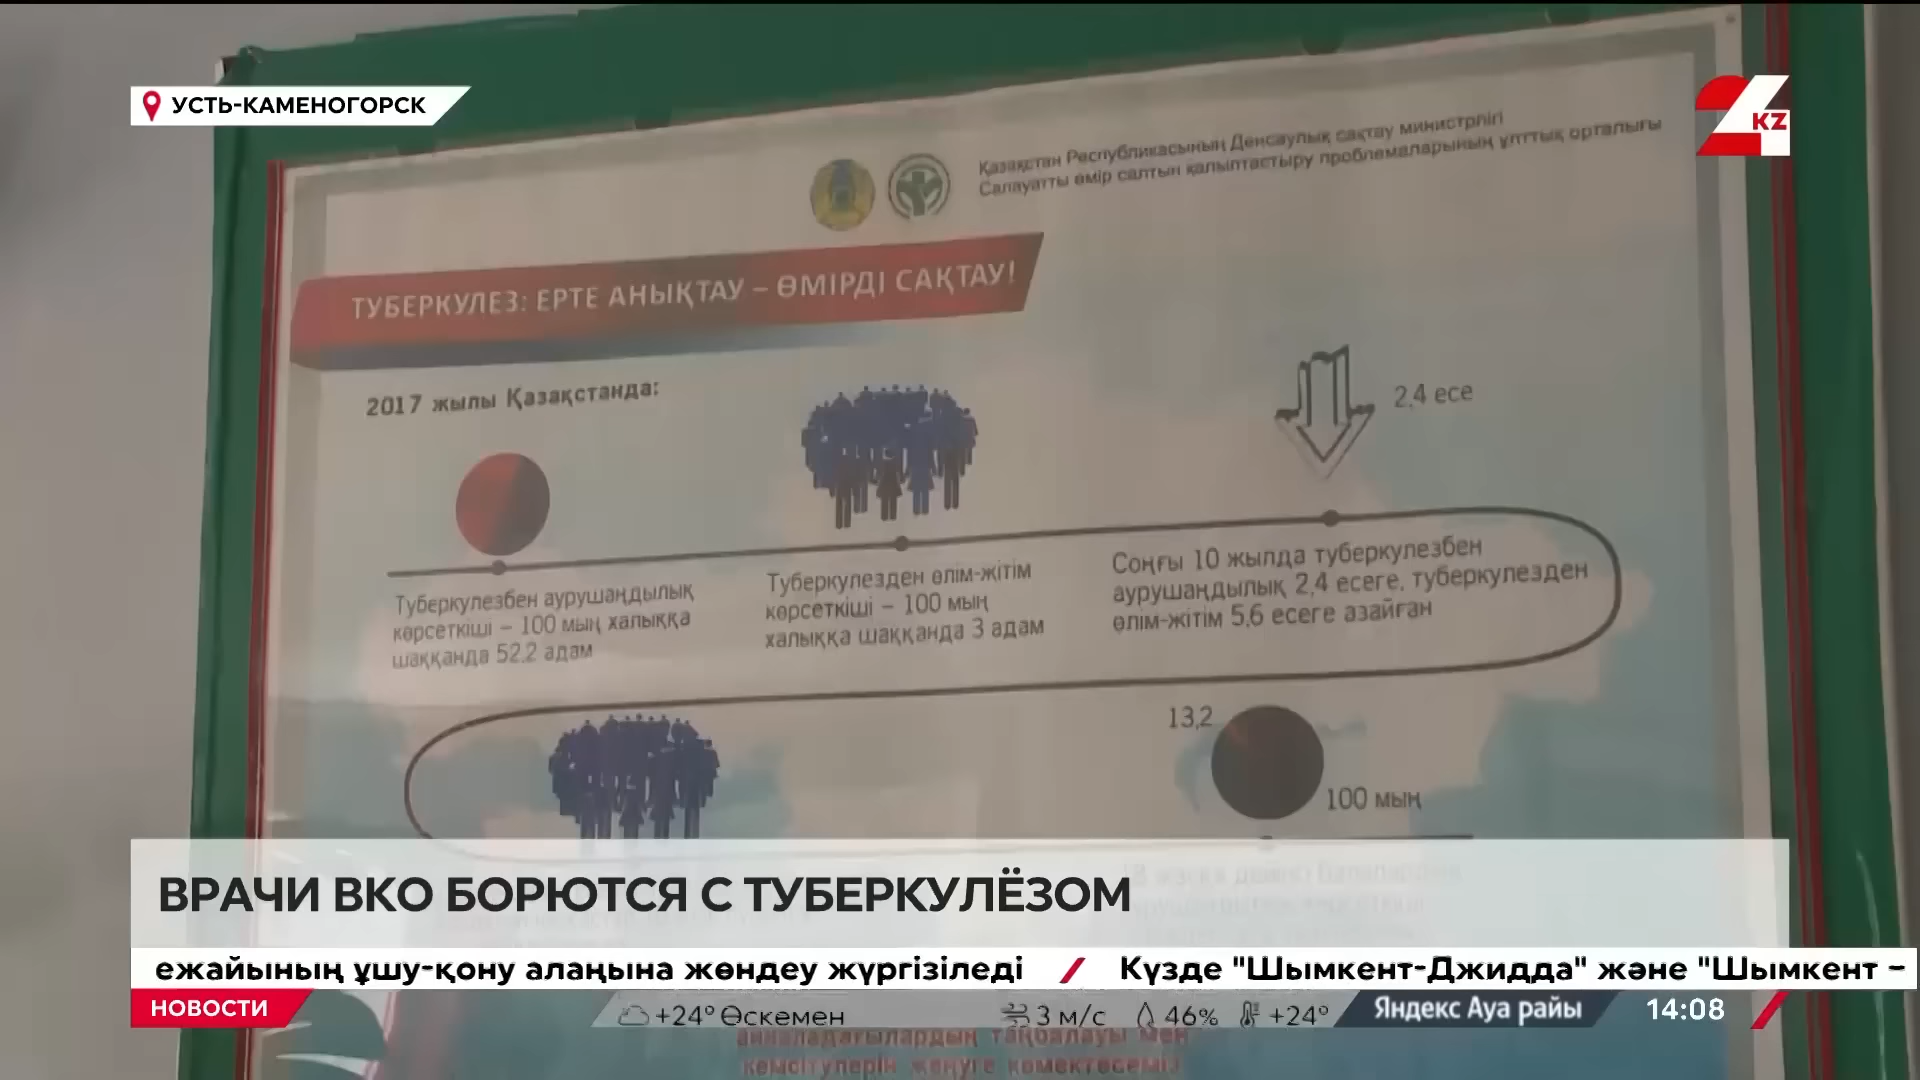 УСТЬ-КАМЕНОГОРСК
24 KZ
Қазақстан Республикасының Денсаулық сақтау министрлігі
Салауатты өмір салтын қалыптастыру проблемаларының ұлттық орталығы
ТУБЕРКУЛЕЗ: ЕРТЕ АНЫҚТАУ – ӨМІРДІ САҚТАУ!
2017 жылы Қазақстанда:
2,4 есе
Туберкулезбен аурушаңдылық
көрсеткіші – 100 мың халыққа
шаққанда 52,2 адам
Туберкулезден өлім-жітім
көрсеткіші – 100 мың
халыққа шаққанда 3 адам
Соңғы 10 жылда туберкулезбен
аурушаңдылық 2,4 есеге, туберкулезден
өлім-жітім 5,6 есеге азайған
13,2
100 мың
ВРАЧИ ВКО БОРЮТСЯ С ТУБЕРКУЛЁЗОМ
ежайының ұшу-қону алаңына жөндеу жүргізіледі / Күзде "Шымкент-Джидда" және "Шымкент –
НОВОСТИ +24° Өскемен 3 м/с 46% +24° Яндекс Ауа райы 14:08